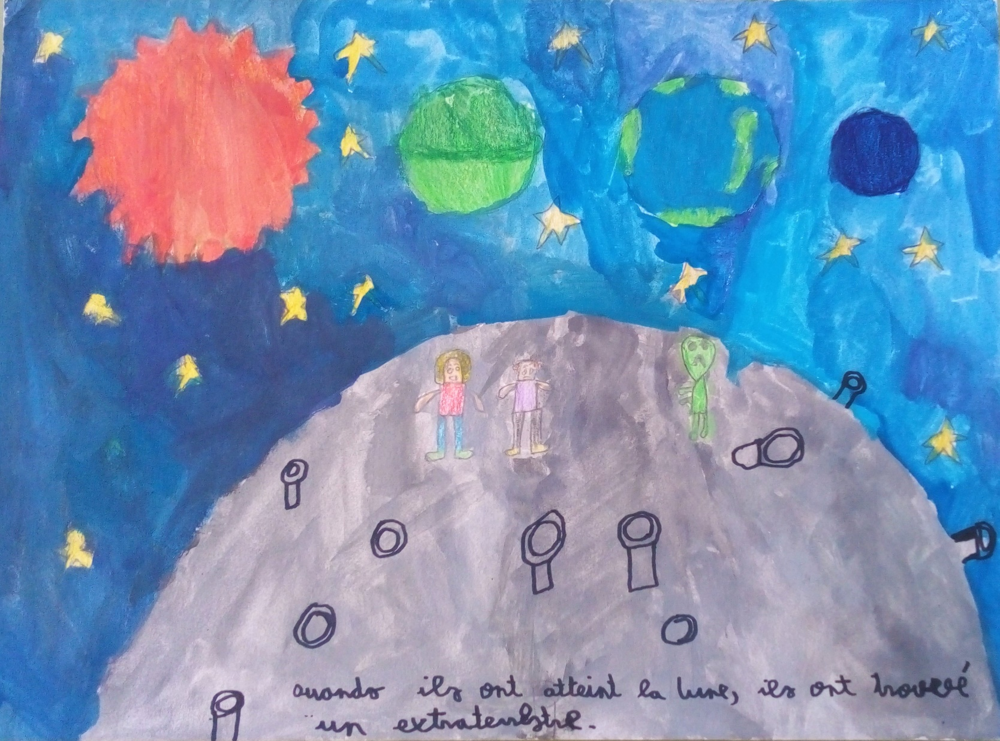 quando ils ont atteint la lune, ils ont trouvé
un extraterrestre.